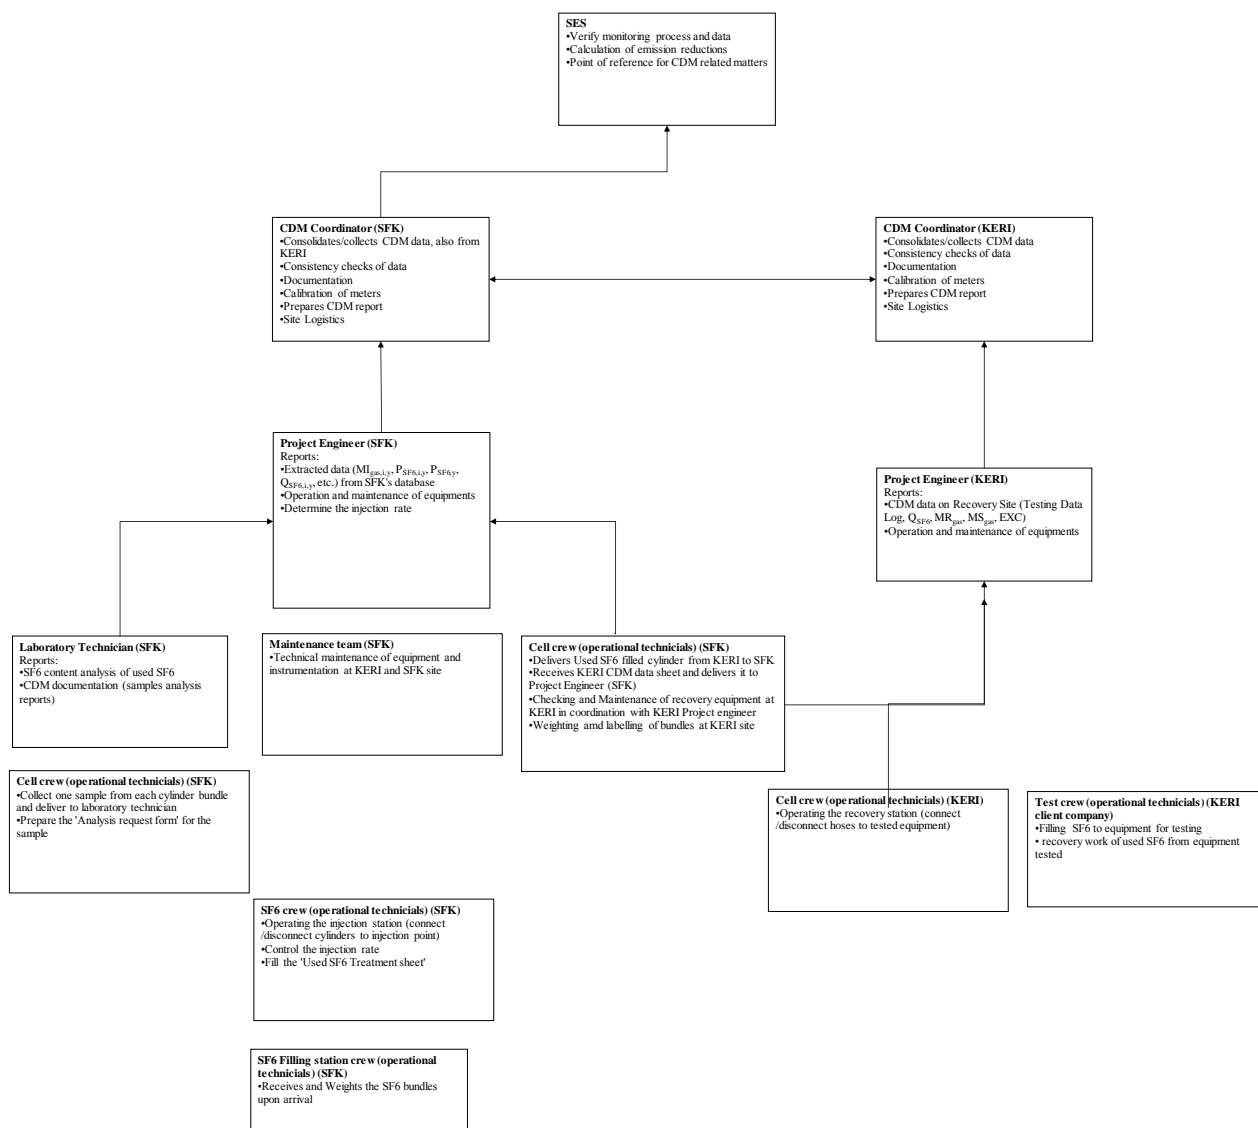 SES
•Verify monitoring process and data
•Calculation of emission reductions
•Point of reference for CDM related matters
CDM Coordinator (SFK)
•Consolidates/collects CDM data, also from
KERI
•Consistency checks of data
•Documentation
•Calibration of meters
•Prepares CDM report
•Site Logistics
CDM Coordinator (KERI)
•Consolidates/collects CDM data
•Consistency checks of data
•Documentation
•Calibration of meters
•Prepares CDM report
•Site Logistics
Project Engineer (SFK)
Reports:
•Extracted data (MIgas,i,y, PSF6,i,y, PSF6,y,
QSF6,i,y, etc.) from SFK's database
•Operation and maintenance of equipments
•Determine the injection rate
Project Engineer (KERI)
Reports:
•CDM data on Recovery Site (Testing Data
Log, QSF6, MRgas, MSgas, EXC)
•Operation and maintenance of equipments
Laboratory Technician (SFK)
Reports:
•SF6 content analysis of used SF6
•CDM documentation (samples analysis
reports)
Maintenance team (SFK)
•Technical maintenance of equipment and
instrumentation at KERI and SFK site
Cell crew (operational technicials) (SFK)
•Delivers Used SF6 filled cylinder from KERI to SFK
•Receives KERI CDM data sheet and delivers it to
Project Engineer (SFK)
•Checking and Maintenance of recovery equipment at
KERI in coordination with KERI Project engineer
•Weighting amd labelling of bundles at KERI site
Cell crew (operational technicials) (SFK)
•Collect one sample from each cylinder bundle
and deliver to laboratory technician
•Prepare the 'Analysis request form' for the
sample
Cell crew (operational technicials) (KERI)
•Operating the recovery station (connect
/disconnect hoses to tested equipment)
Test crew (operational technicials) (KERI
client company)
•Filling SF6 to equipment for testing
• recovery work of used SF6 from equipment
tested
SF6 crew (operational technicials) (SFK)
•Operating the injection station (connect
/disconnect cylinders to injection point)
•Control the injection rate
•Fill the 'Used SF6 Treatment sheet'
SF6 Filling station crew (operational
technicials) (SFK)
•Receives and Weights the SF6 bundles
upon arrival